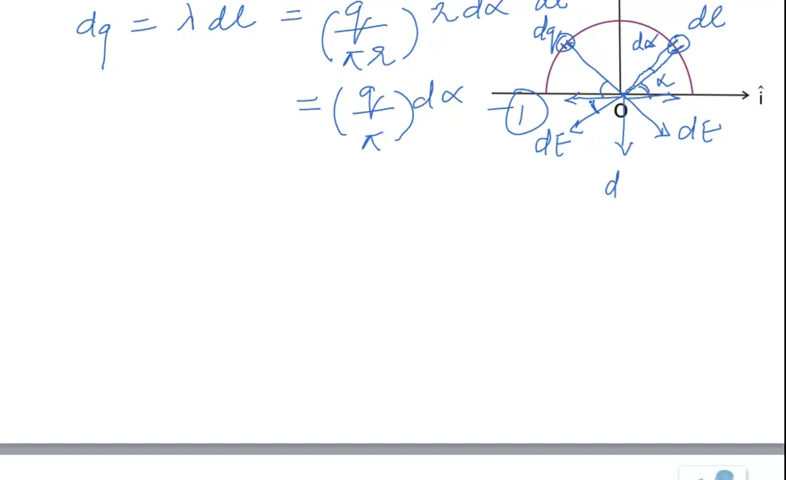 dq = λ dl = (q/πr) r dα
= (q/π) dα —①
dq
dα
dl
α
î
O
dE
dE
d